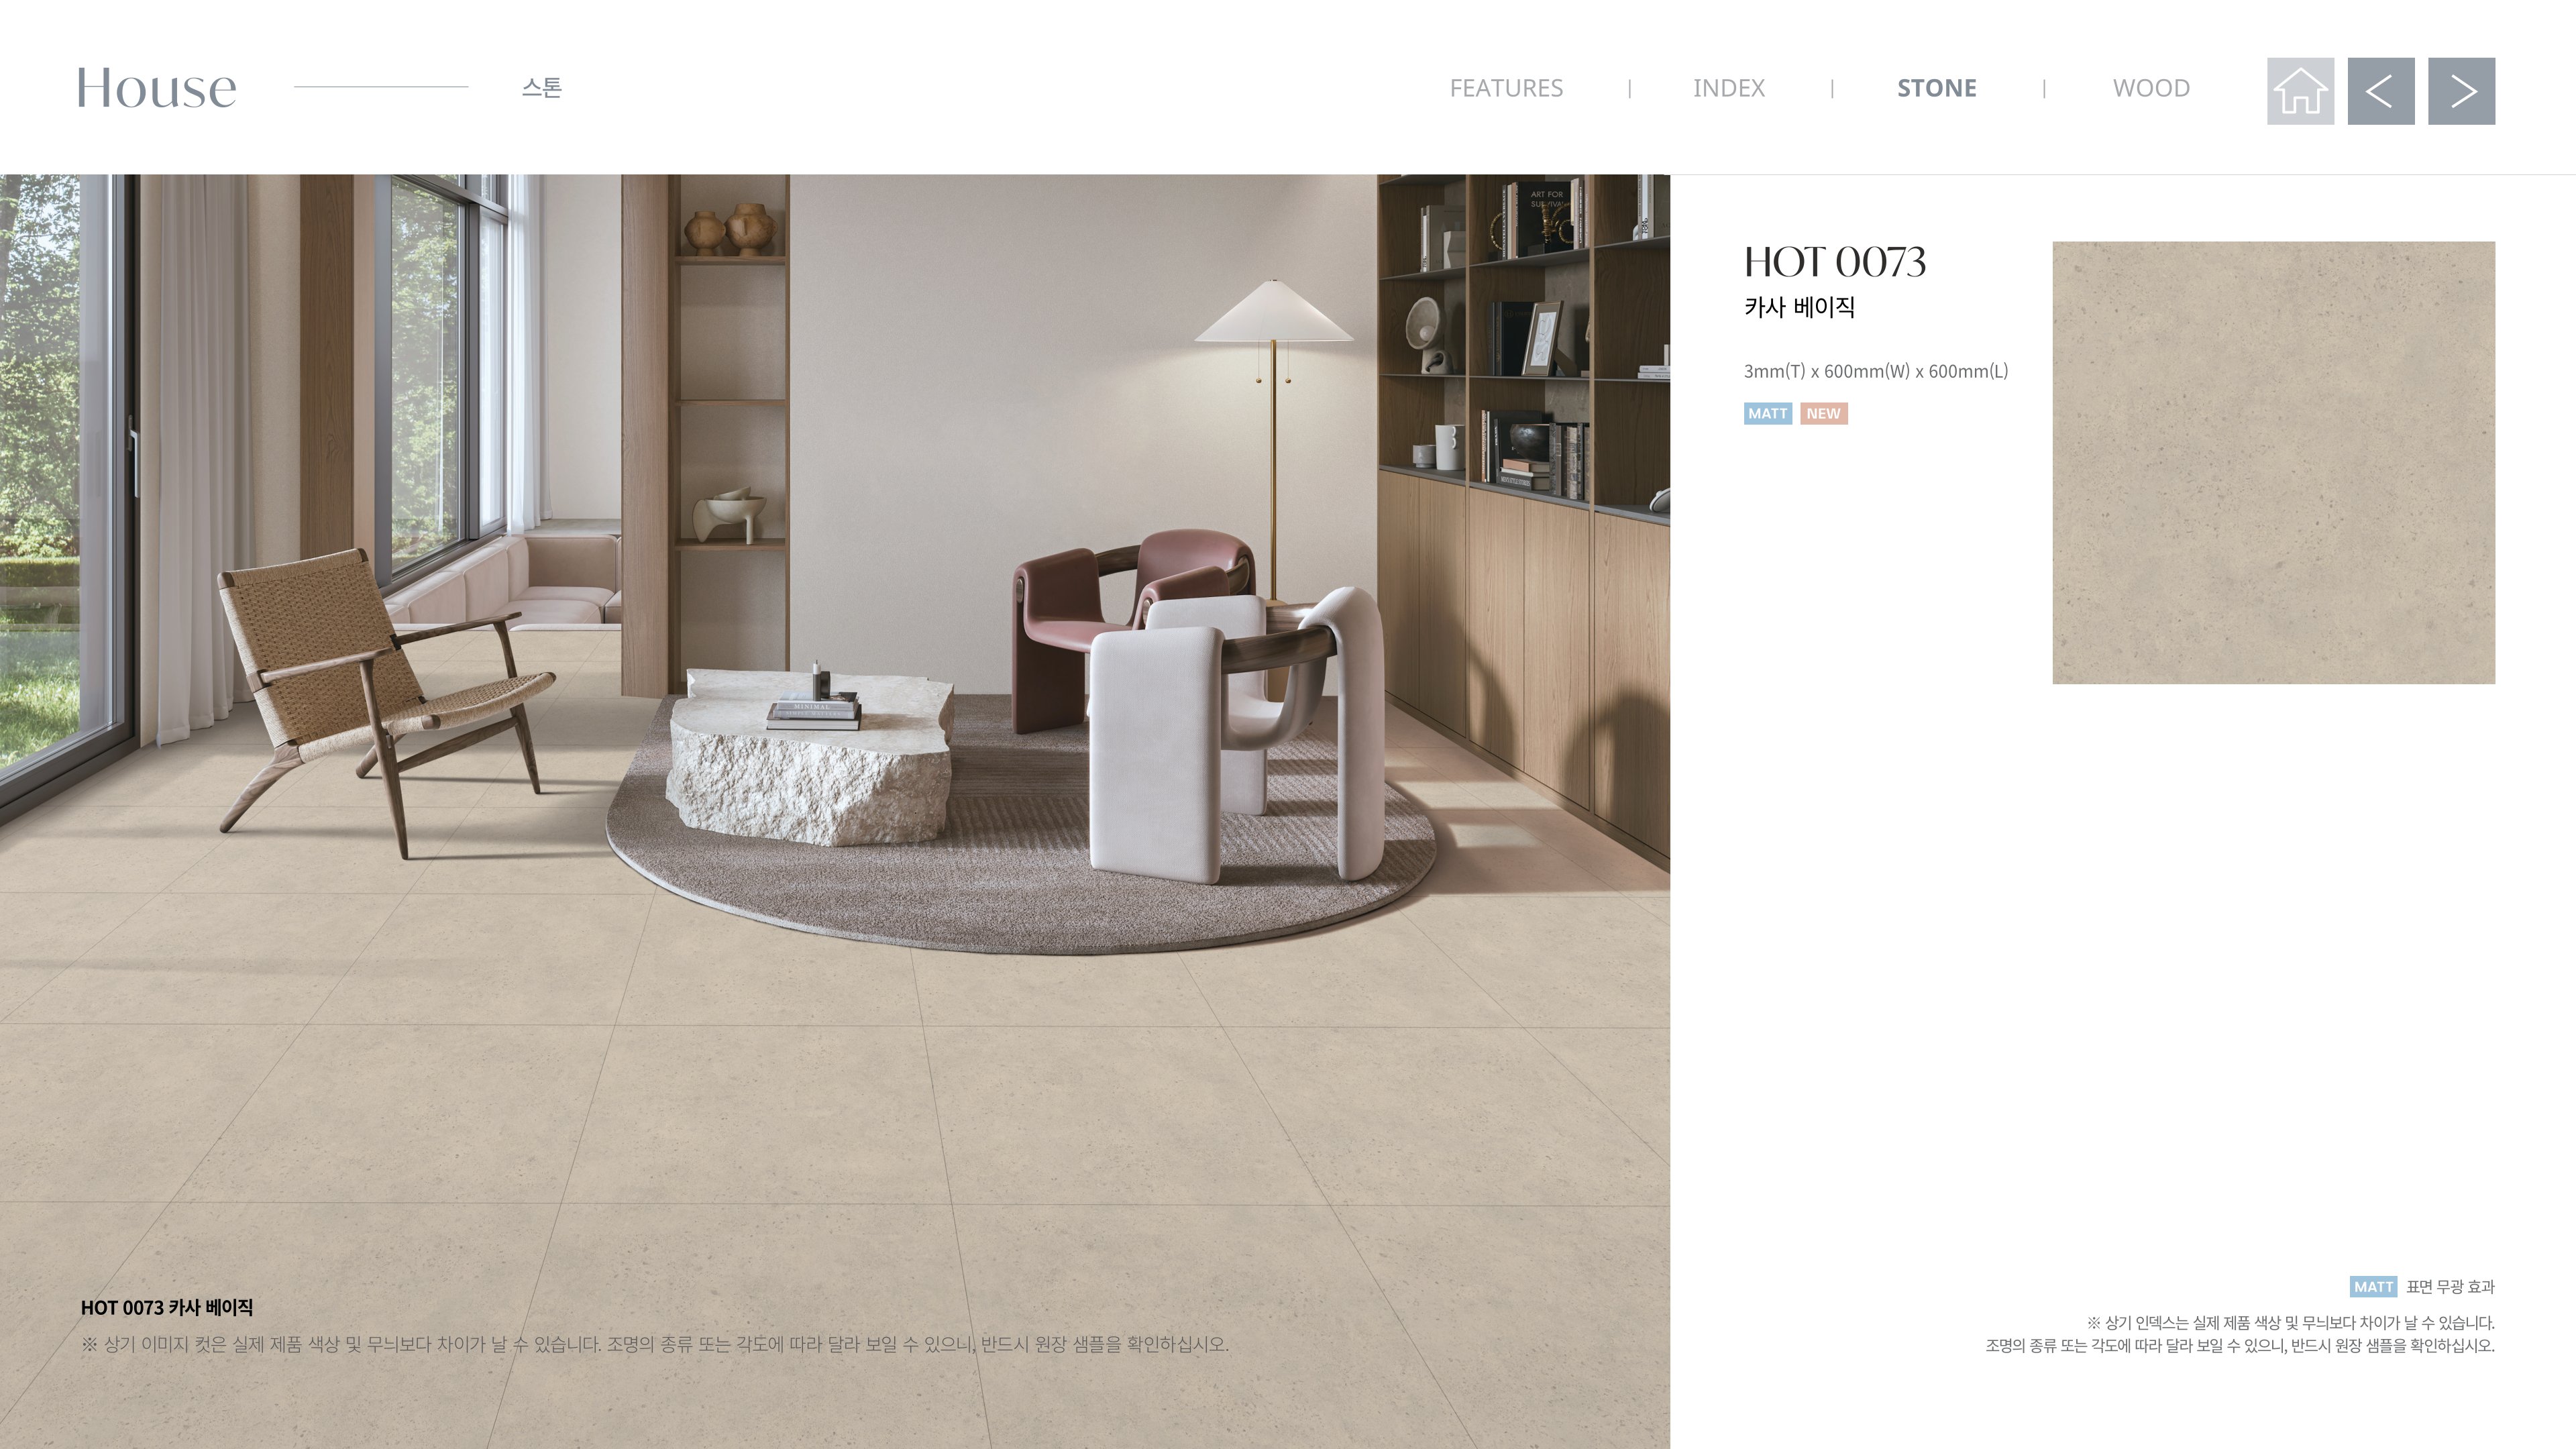 House
스톤
FEATURES | INDEX | STONE | WOOD
ART FOR
HOT 0073
카사 베이직
3mm(T) x 600mm(W) x 600mm(L)
MATT NEW
MINIMAL
HOT 0073 카사 베이직
※ 상기 이미지 컷은 실제 제품 색상 및 무늬보다 차이가 날 수 있습니다. 조명의 종류 또는 각도에 따라 달라 보일 수 있으니, 반드시 원장 샘플을 확인하십시오.
MATT 표면 무광 효과
※ 상기 인덱스는 실제 제품 색상 및 무늬보다 차이가 날 수 있습니다.
조명의 종류 또는 각도에 따라 달라 보일 수 있으니, 반드시 원장 샘플을 확인하십시오.